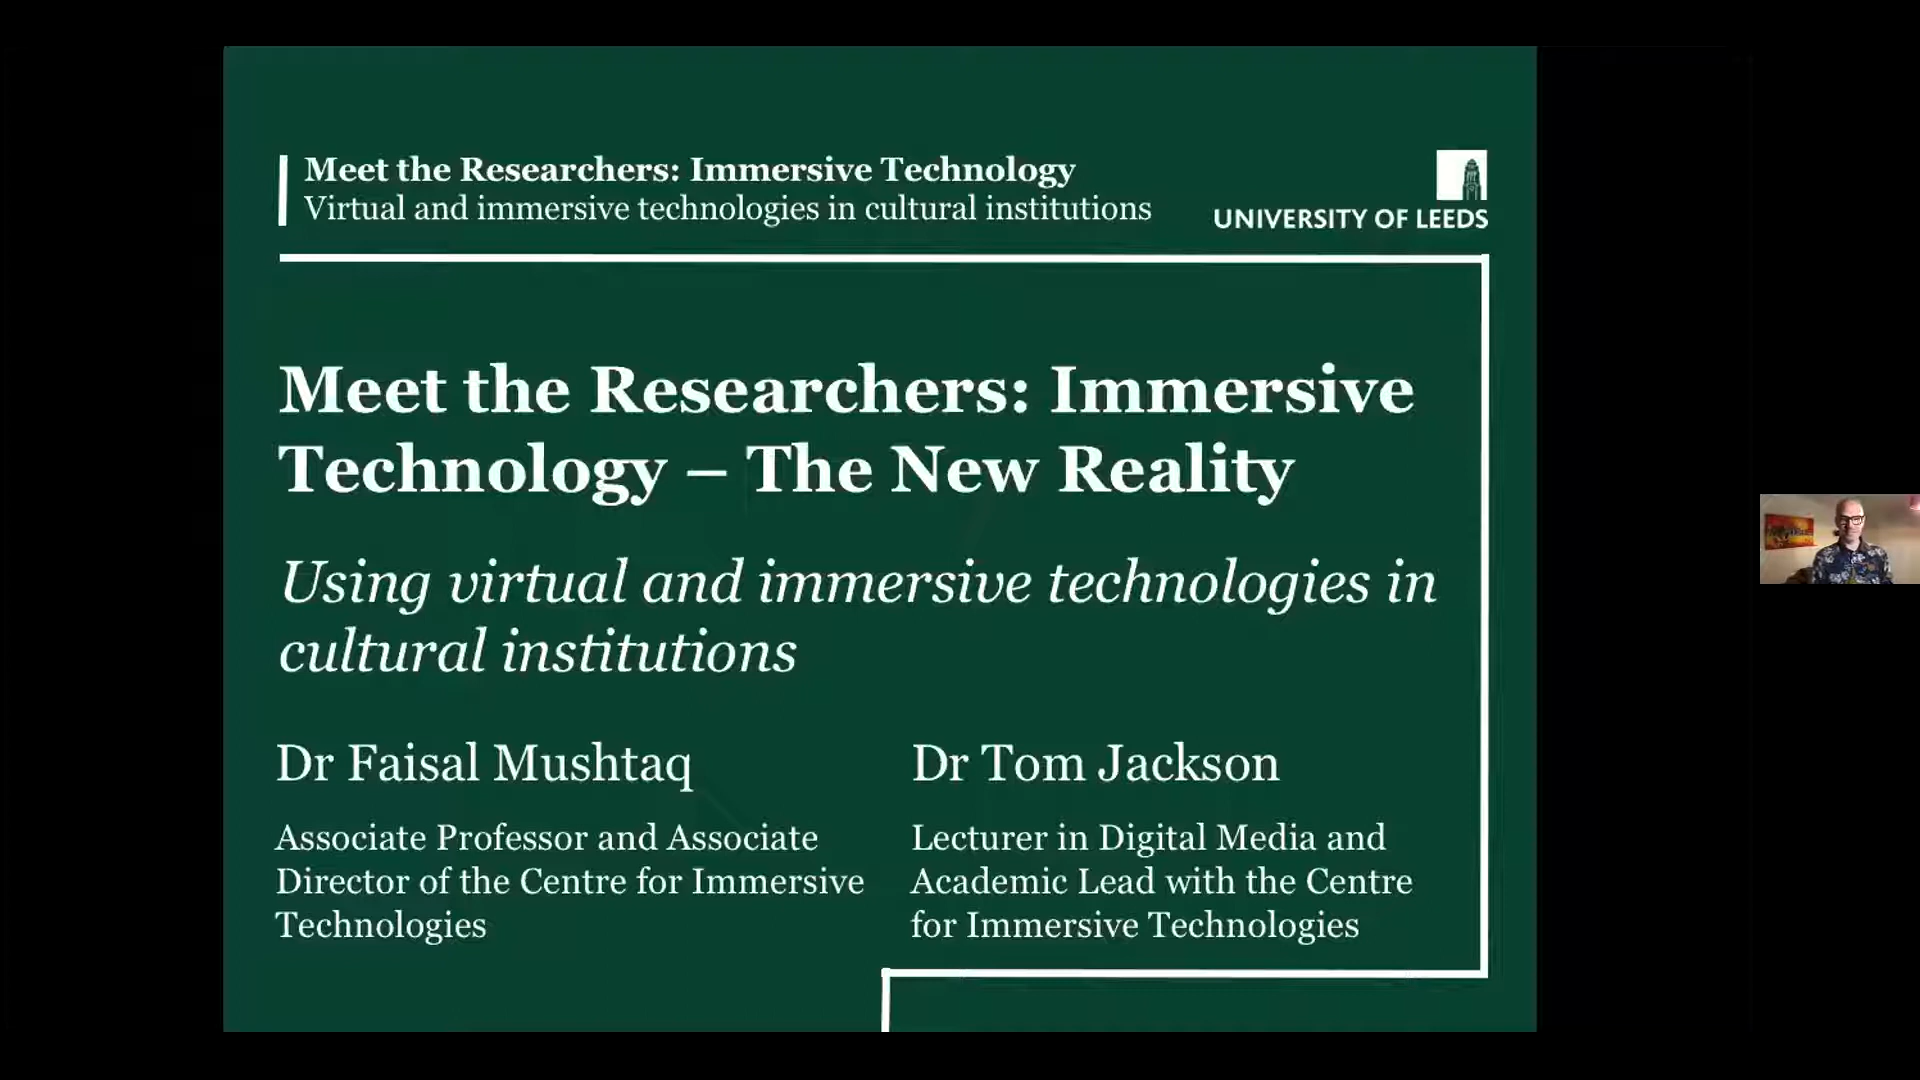 Meet the Researchers: Immersive Technology
Virtual and immersive technologies in cultural institutions
UNIVERSITY OF LEEDS
Meet the Researchers: Immersive
Technology – The New Reality
Using virtual and immersive technologies in
cultural institutions
Dr Faisal Mushtaq
Associate Professor and Associate
Director of the Centre for Immersive
Technologies
Dr Tom Jackson
Lecturer in Digital Media and
Academic Lead with the Centre
for Immersive Technologies